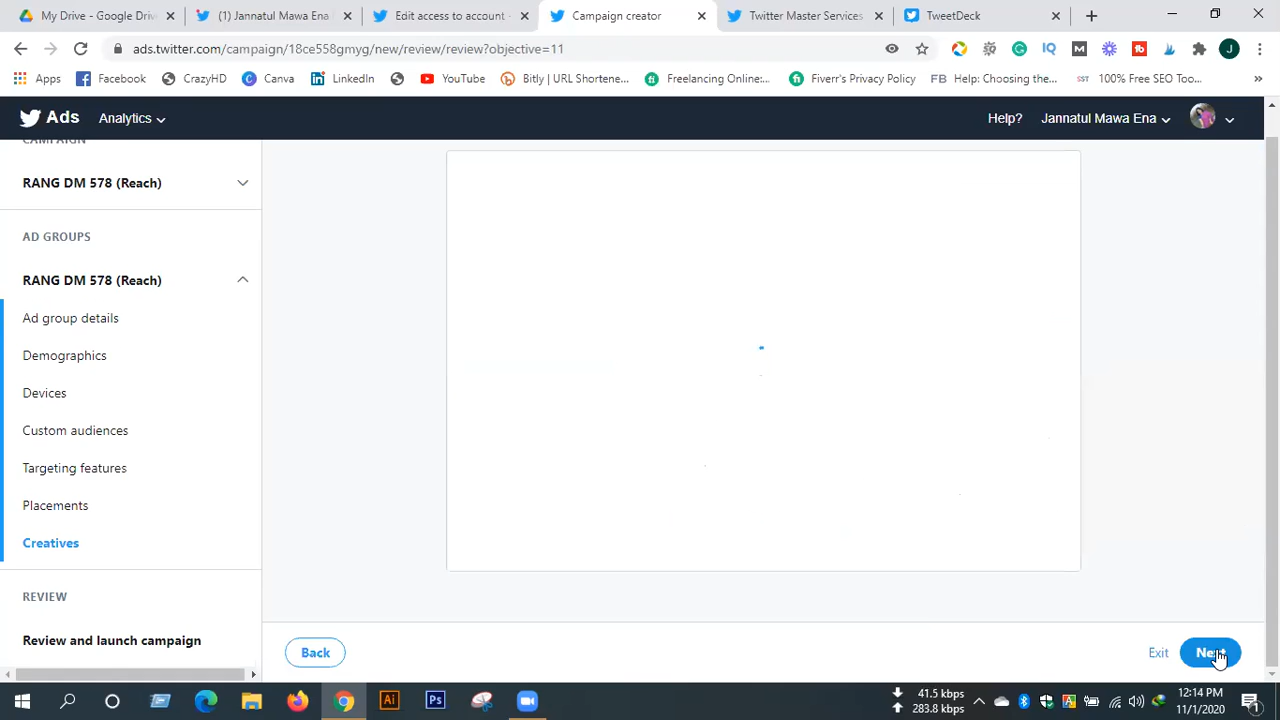 My Drive - Google Driv
(1) Jannatul Mawa Ena
Edit access to account -
Campaign creator
Twitter Master Services
TweetDeck
ads.twitter.com/campaign/18ce558gmyg/new/review/review?objective=11
Apps
Facebook
CrazyHD
Canva
LinkedIn
YouTube
Bitly | URL Shortene...
Freelancing Online:...
Fiverr's Privacy Policy
FB Help: Choosing the...
SST 100% Free SEO Too...
Ads Analytics
Help? Jannatul Mawa Ena
CAMPAIGN
RANG DM 578 (Reach)
AD GROUPS
RANG DM 578 (Reach)
Ad group details
Demographics
Devices
Custom audiences
Targeting features
Placements
Creatives
REVIEW
Review and launch campaign
Back
Exit
Next
41.5 kbps
283.8 kbps
12:14 PM
11/1/2020